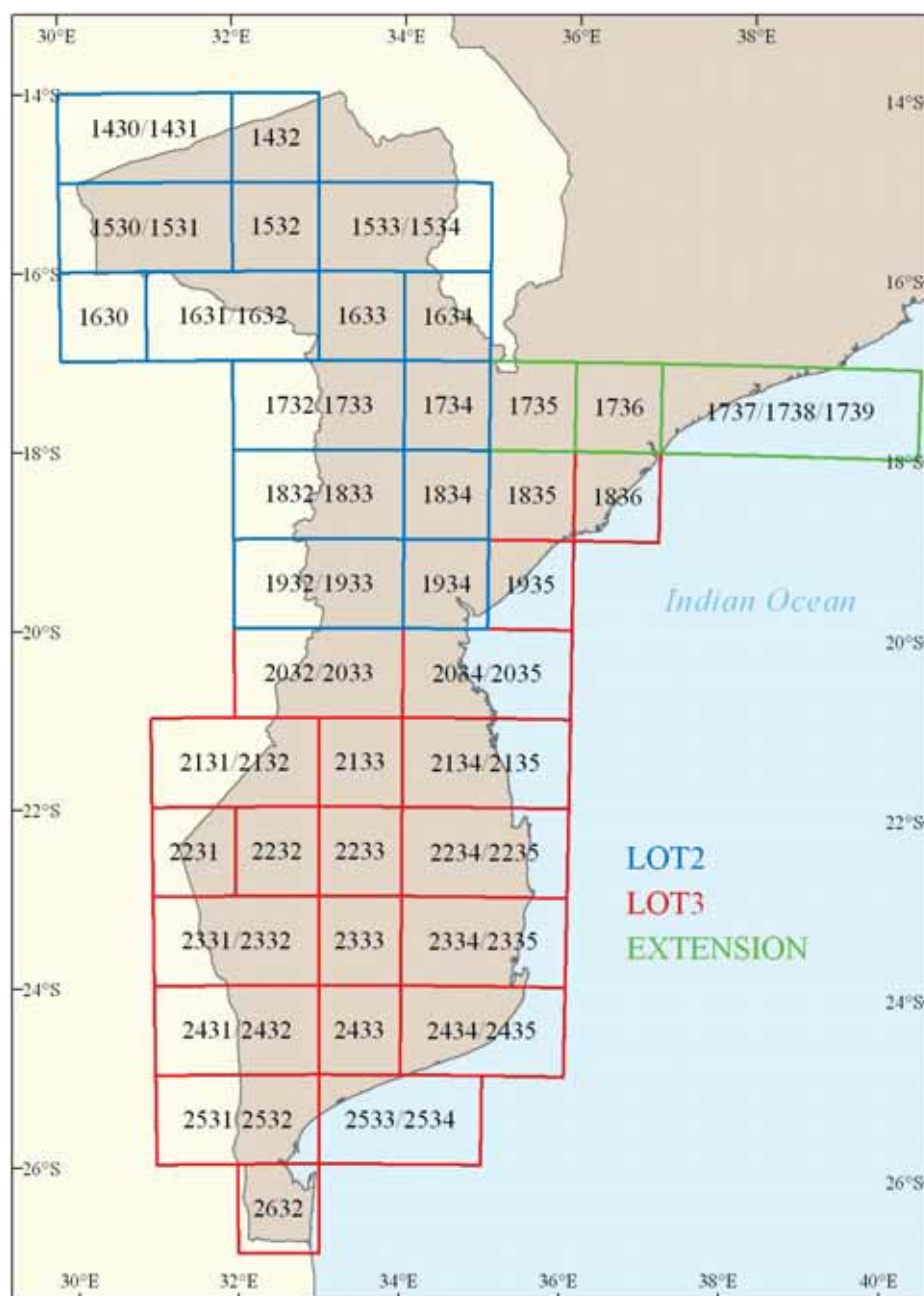 30°E 32°E 34°E 36°E 38°E
14°S 14°S
1430/1431 1432
1530/1531 1532 1533/1534
16°S 16°S
1630 1631/1632 1633 1634
1732/1733 1734 1735 1736 1737/1738/1739
18°S 18°S
1832/1833 1834 1835 1836
1932/1933 1934 1935
Indian Ocean
20°S 20°S
2032/2033 2034/2035
2131/2132 2133 2134/2135
22°S 22°S
2231 2232 2233 2234/2235
LOT2
LOT3
EXTENSION
2331/2332 2333 2334/2335
24°S 24°S
2431/2432 2433 2434/2435
2531/2532 2533/2534
26°S 26°S
2632
30°E 32°E 34°E 36°E 38°E 40°E